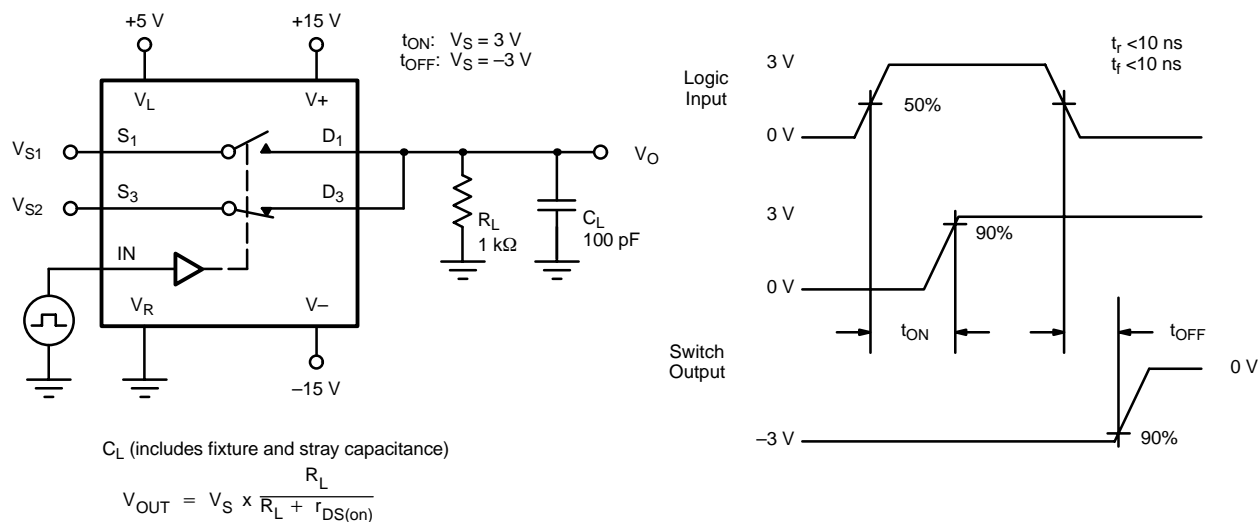 +5 V
+15 V
tON: VS = 3 V
tOFF: VS = –3 V
VL
V+
VS1
S1
D1
VO
VS2
S3
D3
RL
1 kΩ
CL
100 pF
IN
VR
V–
–15 V
CL (includes fixture and stray capacitance)
VOUT = VS x RL / RL + rDS(on)
tr <10 ns
tf <10 ns
Logic
Input
3 V
50%
0 V
3 V
90%
0 V
tON
tOFF
Switch
Output
0 V
–3 V
90%